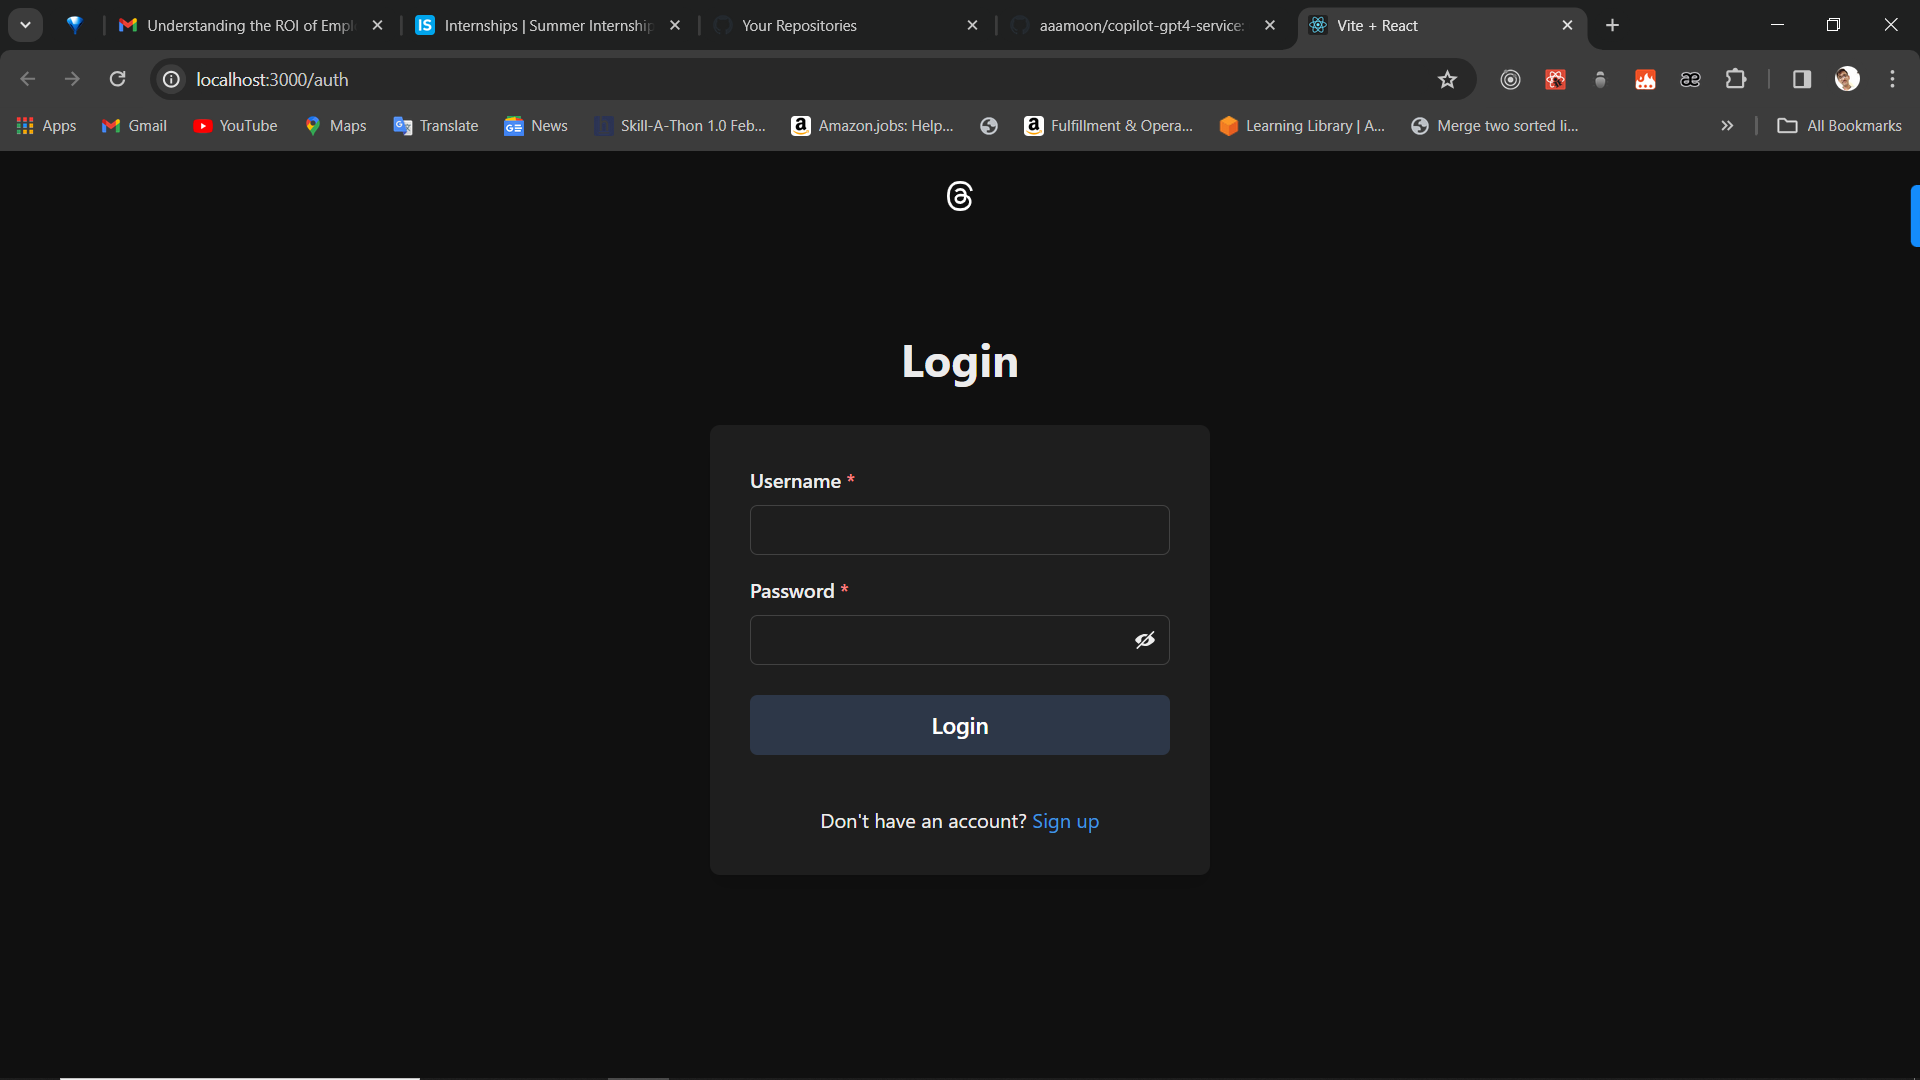 Understanding the ROI of Empl
Internships | Summer Internship
Your Repositories
aaamoon/copilot-gpt4-service:
Vite + React
localhost:3000/auth
Apps
Gmail
YouTube
Maps
Translate
News
Skill-A-Thon 1.0 Feb...
Amazon.jobs: Help...
Fulfillment & Opera...
Learning Library | A...
Merge two sorted li...
All Bookmarks
Login
Username *
Password *
Login
Don't have an account? Sign up